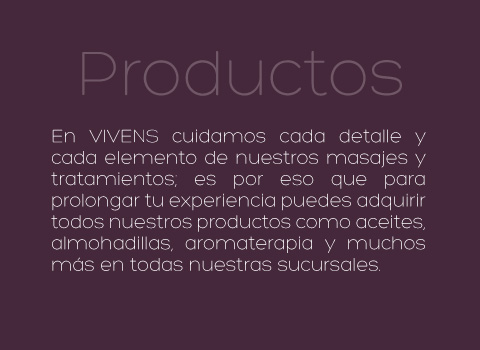 Productos
En VIVENS cuidamos cada detalle y
cada elemento de nuestros masajes y
tratamientos; es por eso que para
prolongar tu experiencia puedes adquirir
todos nuestros productos como aceites,
almohadillas, aromaterapia y muchos
más en todas nuestras sucursales.